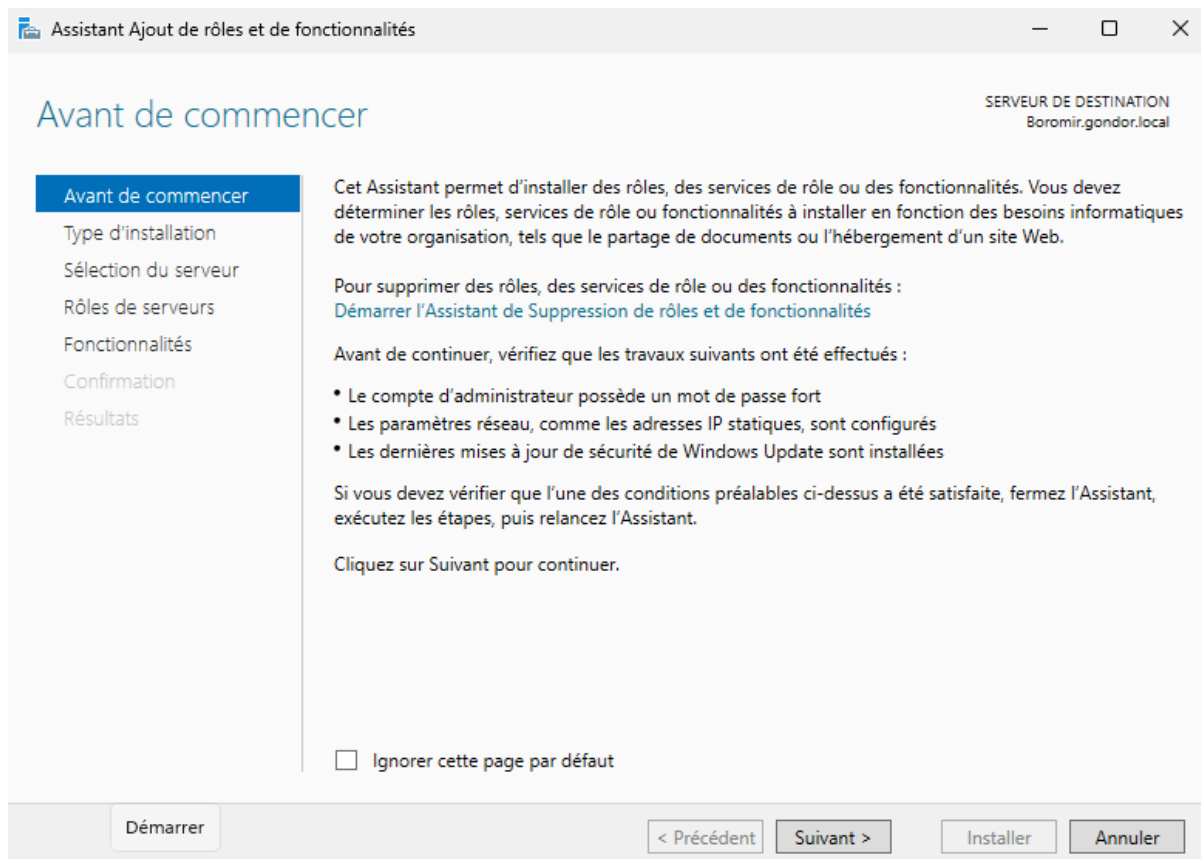 Assistant Ajout de rôles et de fonctionnalités
Avant de commencer
SERVEUR DE DESTINATION
Boromir.gondor.local
Avant de commencer
Type d'installation
Sélection du serveur
Rôles de serveurs
Fonctionnalités
Confirmation
Résultats
Cet Assistant permet d'installer des rôles, des services de rôle ou des fonctionnalités. Vous devez
déterminer les rôles, services de rôle ou fonctionnalités à installer en fonction des besoins informatiques
de votre organisation, tels que le partage de documents ou l'hébergement d'un site Web.
Pour supprimer des rôles, des services de rôle ou des fonctionnalités :
Démarrer l'Assistant de Suppression de rôles et de fonctionnalités
Avant de continuer, vérifiez que les travaux suivants ont été effectués :
• Le compte d'administrateur possède un mot de passe fort
• Les paramètres réseau, comme les adresses IP statiques, sont configurés
• Les dernières mises à jour de sécurité de Windows Update sont installées
Si vous devez vérifier que l'une des conditions préalables ci-dessus a été satisfaite, fermez l'Assistant,
exécutez les étapes, puis relancez l'Assistant.
Cliquez sur Suivant pour continuer.
Ignorer cette page par défaut
Démarrer
< Précédent
Suivant >
Installer
Annuler